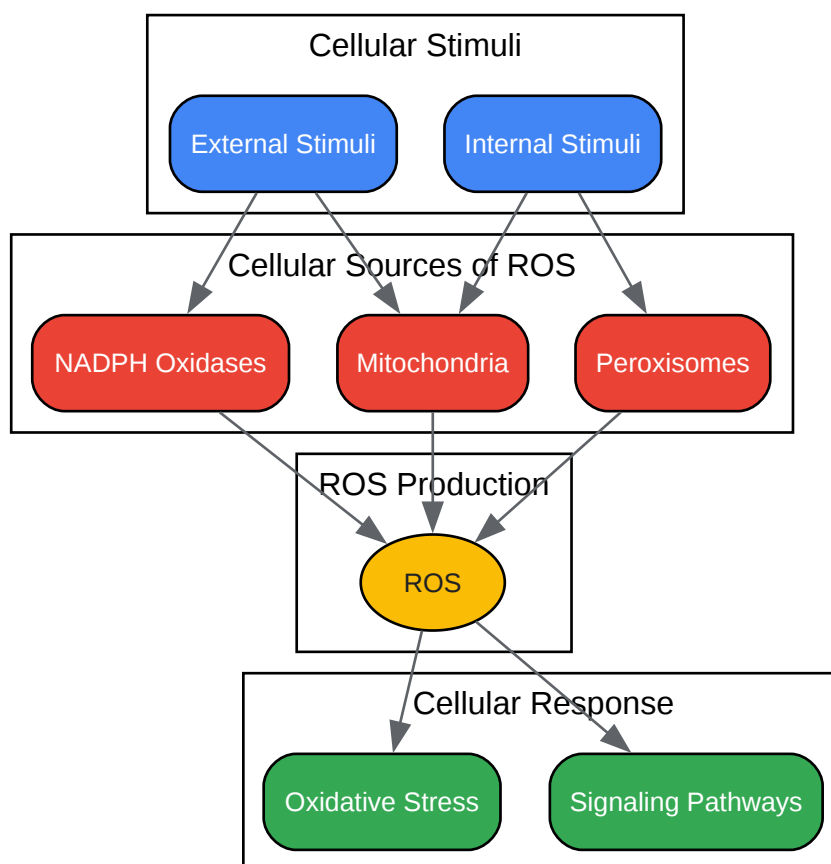 Cellular Stimuli
External Stimuli
Internal Stimuli
Cellular Sources of ROS
NADPH Oxidases
Mitochondria
Peroxisomes
ROS Production
ROS
Cellular Response
Oxidative Stress
Signaling Pathways